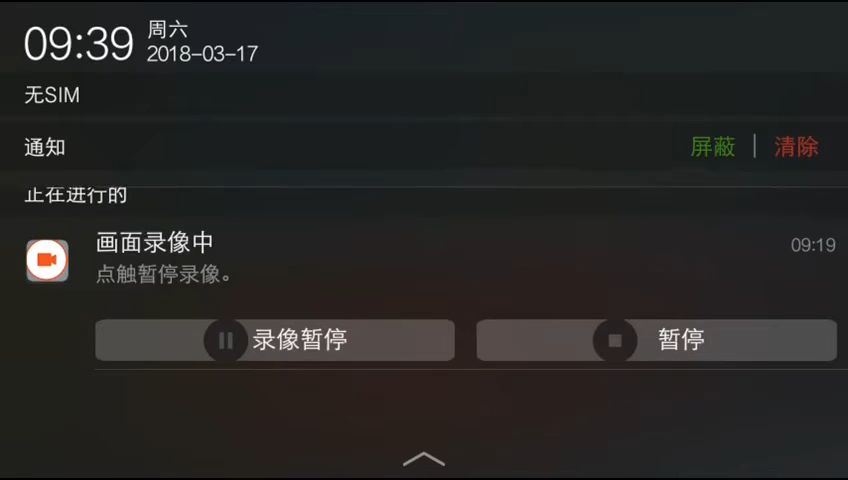 09:39
周六
2018-03-17
无SIM
通知
屏蔽 | 清除
正在进行的
画面录像中
09:19
点触暂停录像。
录像暂停
暂停